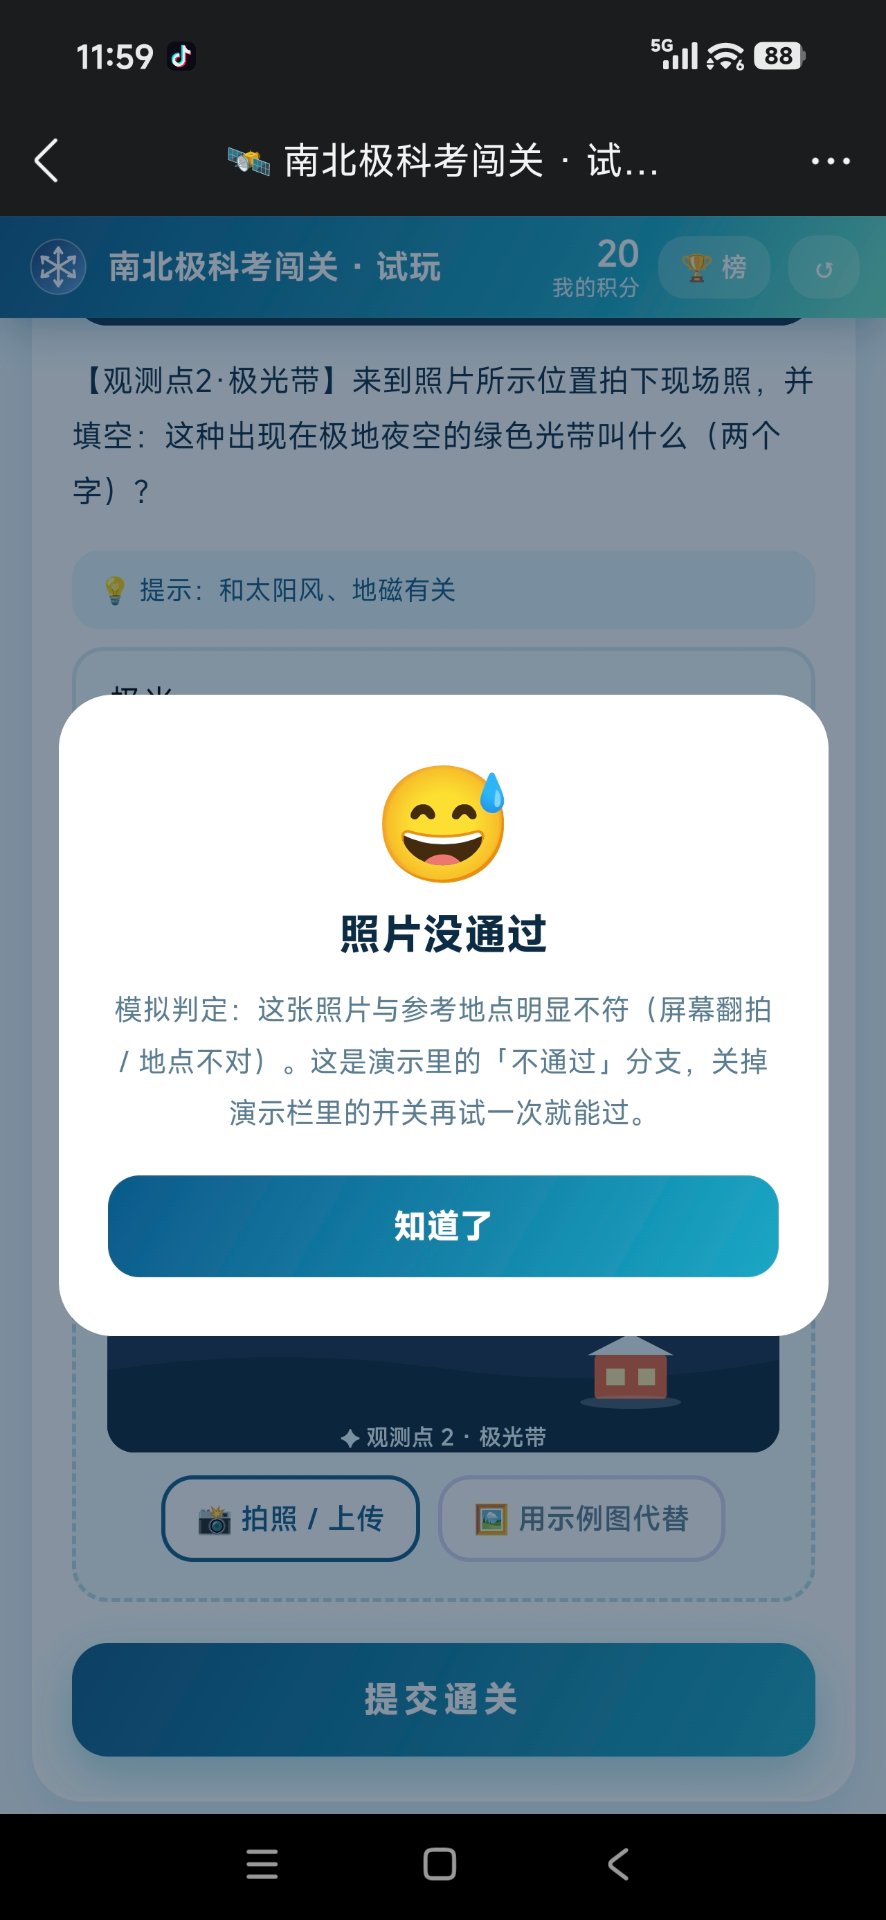 11:59
5G
6
88
南北极科考闯关 · 试...
南北极科考闯关 · 试玩
20
我的积分
榜
【观测点2·极光带】来到照片所示位置拍下现场照，并
填空：这种出现在极地夜空的绿色光带叫什么（两个
字）？
提示：和太阳风、地磁有关
极光
照片没通过
模拟判定：这张照片与参考地点明显不符（屏幕翻拍
/ 地点不对）。这是演示里的「不通过」分支，关掉
演示栏里的开关再试一次就能过。
知道了
观测点 2 · 极光带
拍照 / 上传
用示例图代替
提交通关